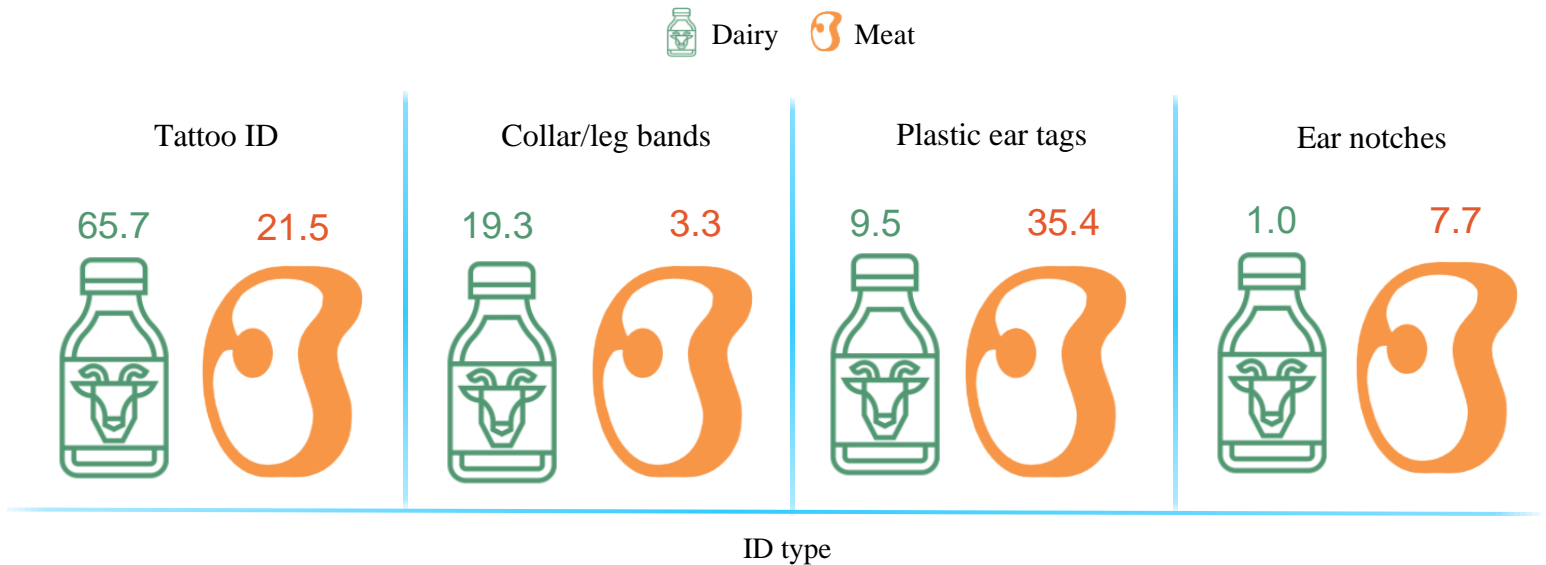 Dairy Meat
Tattoo ID
65.7 21.5
Collar/leg bands
19.3 3.3
Plastic ear tags
9.5 35.4
Ear notches
1.0 7.7
ID type